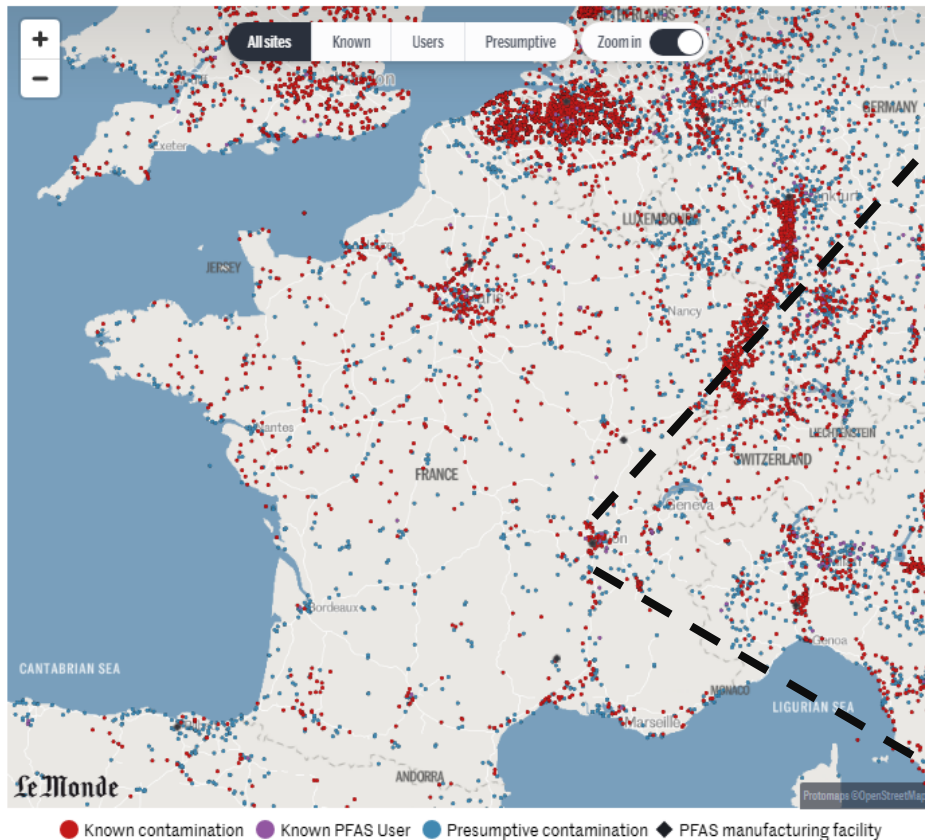 +
−
All sites Known Users Presumptive Zoom in
NETHERLANDS
GERMANY
Exeter
LUXEMBOURG
JERSEY
Paris
Nancy
Nantes
LIECHTENSTEIN
SWITZERLAND
FRANCE
Geneva
Bordeaux
Genoa
CANTABRIAN SEA
MONACO
LIGURIAN SEA
Marseille
ANDORRA
Le Monde
Protomaps ©OpenStreetMap
Known contamination Known PFAS User Presumptive contamination PFAS manufacturing facility